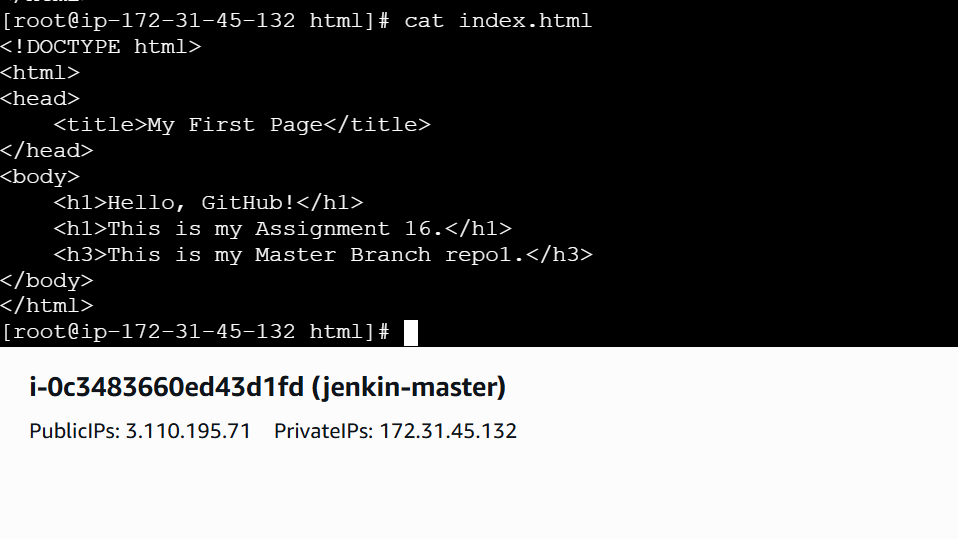 [root@ip-172-31-45-132 html]# cat index.html
<!DOCTYPE html>
<html>
<head>
    <title>My First Page</title>
</head>
<body>
    <h1>Hello, GitHub!</h1>
    <h1>This is my Assignment 16.</h1>
    <h3>This is my Master Branch repo1.</h3>
</body>
</html>
[root@ip-172-31-45-132 html]#
i-0c3483660ed43d1fd (jenkin-master)
PublicIPs: 3.110.195.71    PrivateIPs: 172.31.45.132